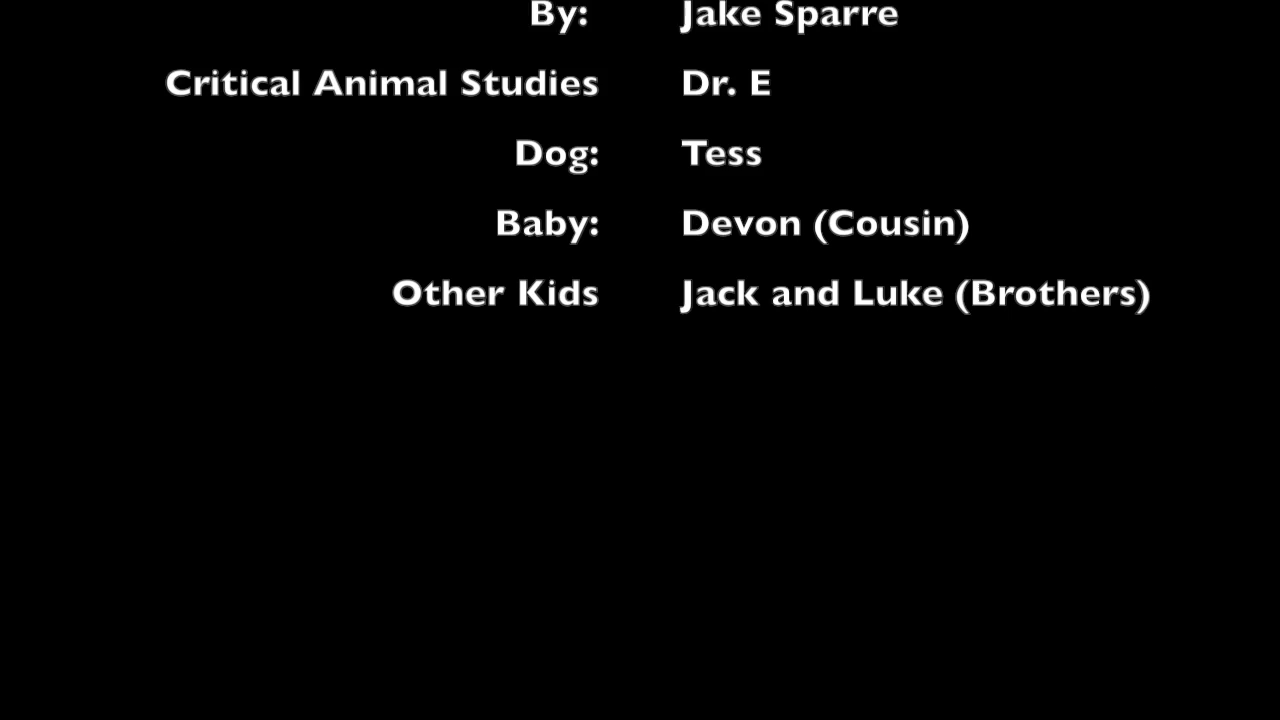 By: Jake Sparre
Critical Animal Studies Dr. E
Dog: Tess
Baby: Devon (Cousin)
Other Kids Jack and Luke (Brothers)